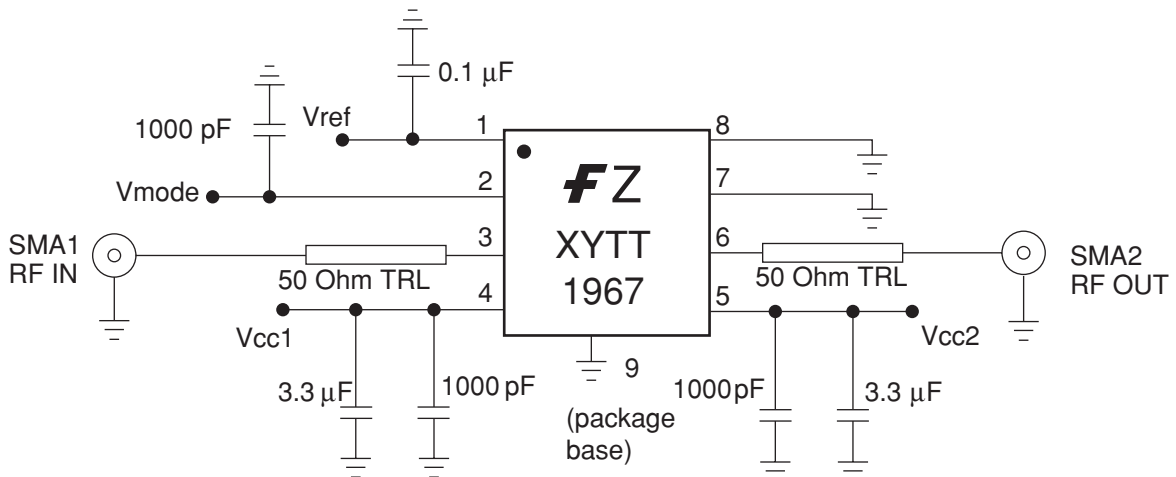 0.1 µF
1000 pF
Vref
1
8
Vmode
2
7
Z
XYTT
1967
SMA1
RF IN
3
50 Ohm TRL
6
50 Ohm TRL
SMA2
RF OUT
4
5
Vcc1
Vcc2
3.3 µF
1000 pF
9
(package
base)
1000pF
3.3 µF